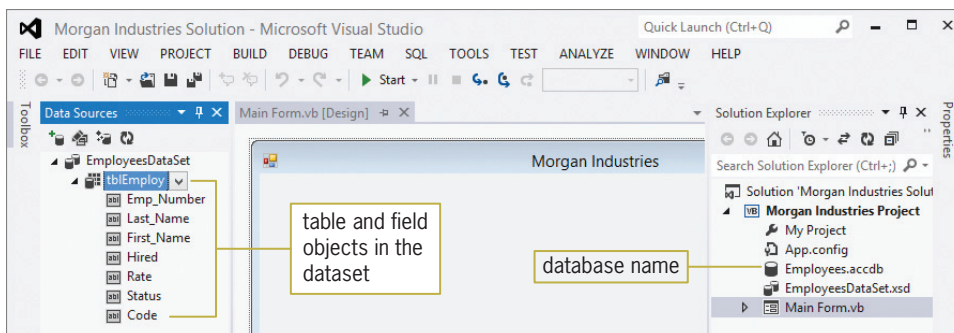 Morgan Industries Solution - Microsoft Visual Studio
Quick Launch (Ctrl+Q)
FILE EDIT VIEW PROJECT BUILD DEBUG TEAM SQL TOOLS TEST ANALYZE WINDOW HELP
Start
Toolbox
Data Sources
EmployeesDataSet
tblEmploy
Emp_Number
Last_Name
First_Name
Hired
Rate
Status
Code
Main Form.vb [Design]
Morgan Industries
table and field
objects in the
dataset
database name
Solution Explorer
Search Solution Explorer (Ctrl+;)
Solution 'Morgan Industries Solut
VB Morgan Industries Project
My Project
App.config
Employees.accdb
EmployeesDataSet.xsd
Main Form.vb
Properties